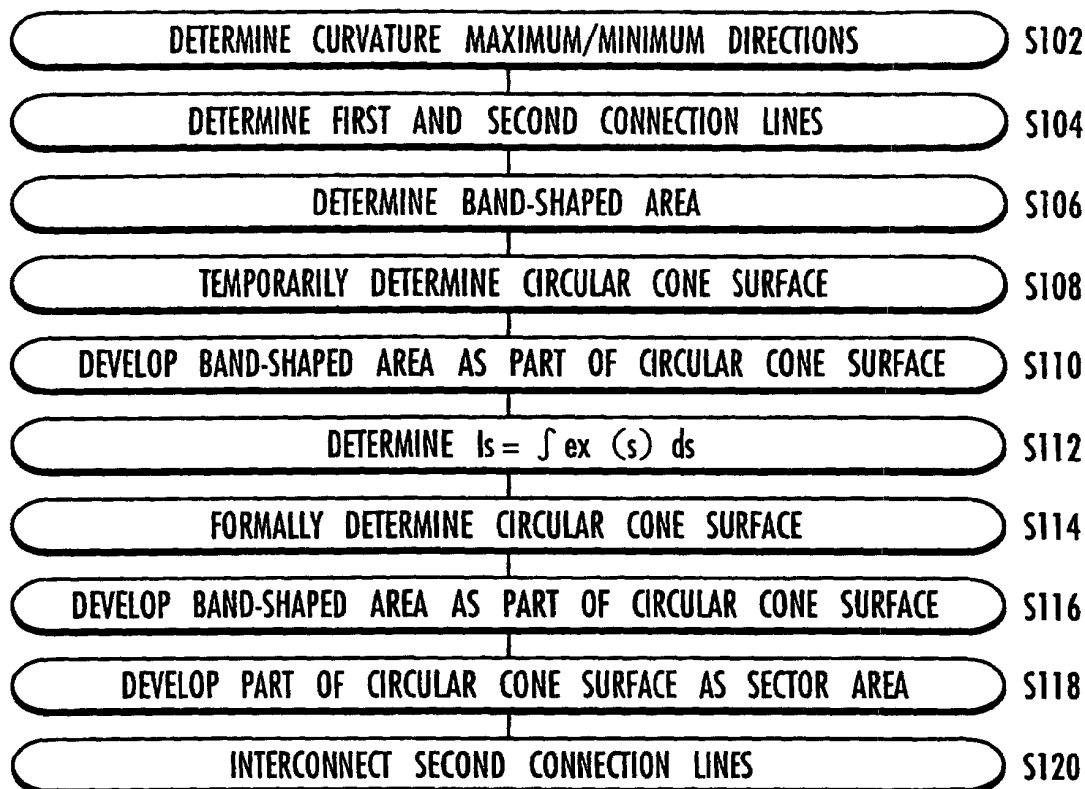 DETERMINE CURVATURE MAXIMUM/MINIMUM DIRECTIONS S102
DETERMINE FIRST AND SECOND CONNECTION LINES S104
DETERMINE BAND-SHAPED AREA S106
TEMPORARILY DETERMINE CIRCULAR CONE SURFACE S108
DEVELOP BAND-SHAPED AREA AS PART OF CIRCULAR CONE SURFACE S110
DETERMINE Is = ∫ ex (s) ds S112
FORMALLY DETERMINE CIRCULAR CONE SURFACE S114
DEVELOP BAND-SHAPED AREA AS PART OF CIRCULAR CONE SURFACE S116
DEVELOP PART OF CIRCULAR CONE SURFACE AS SECTOR AREA S118
INTERCONNECT SECOND CONNECTION LINES S120